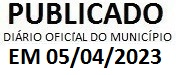 PUBLICADO
DIÁRIO OFICIAL DO MUNICÍPIO
EM 05/04/2023